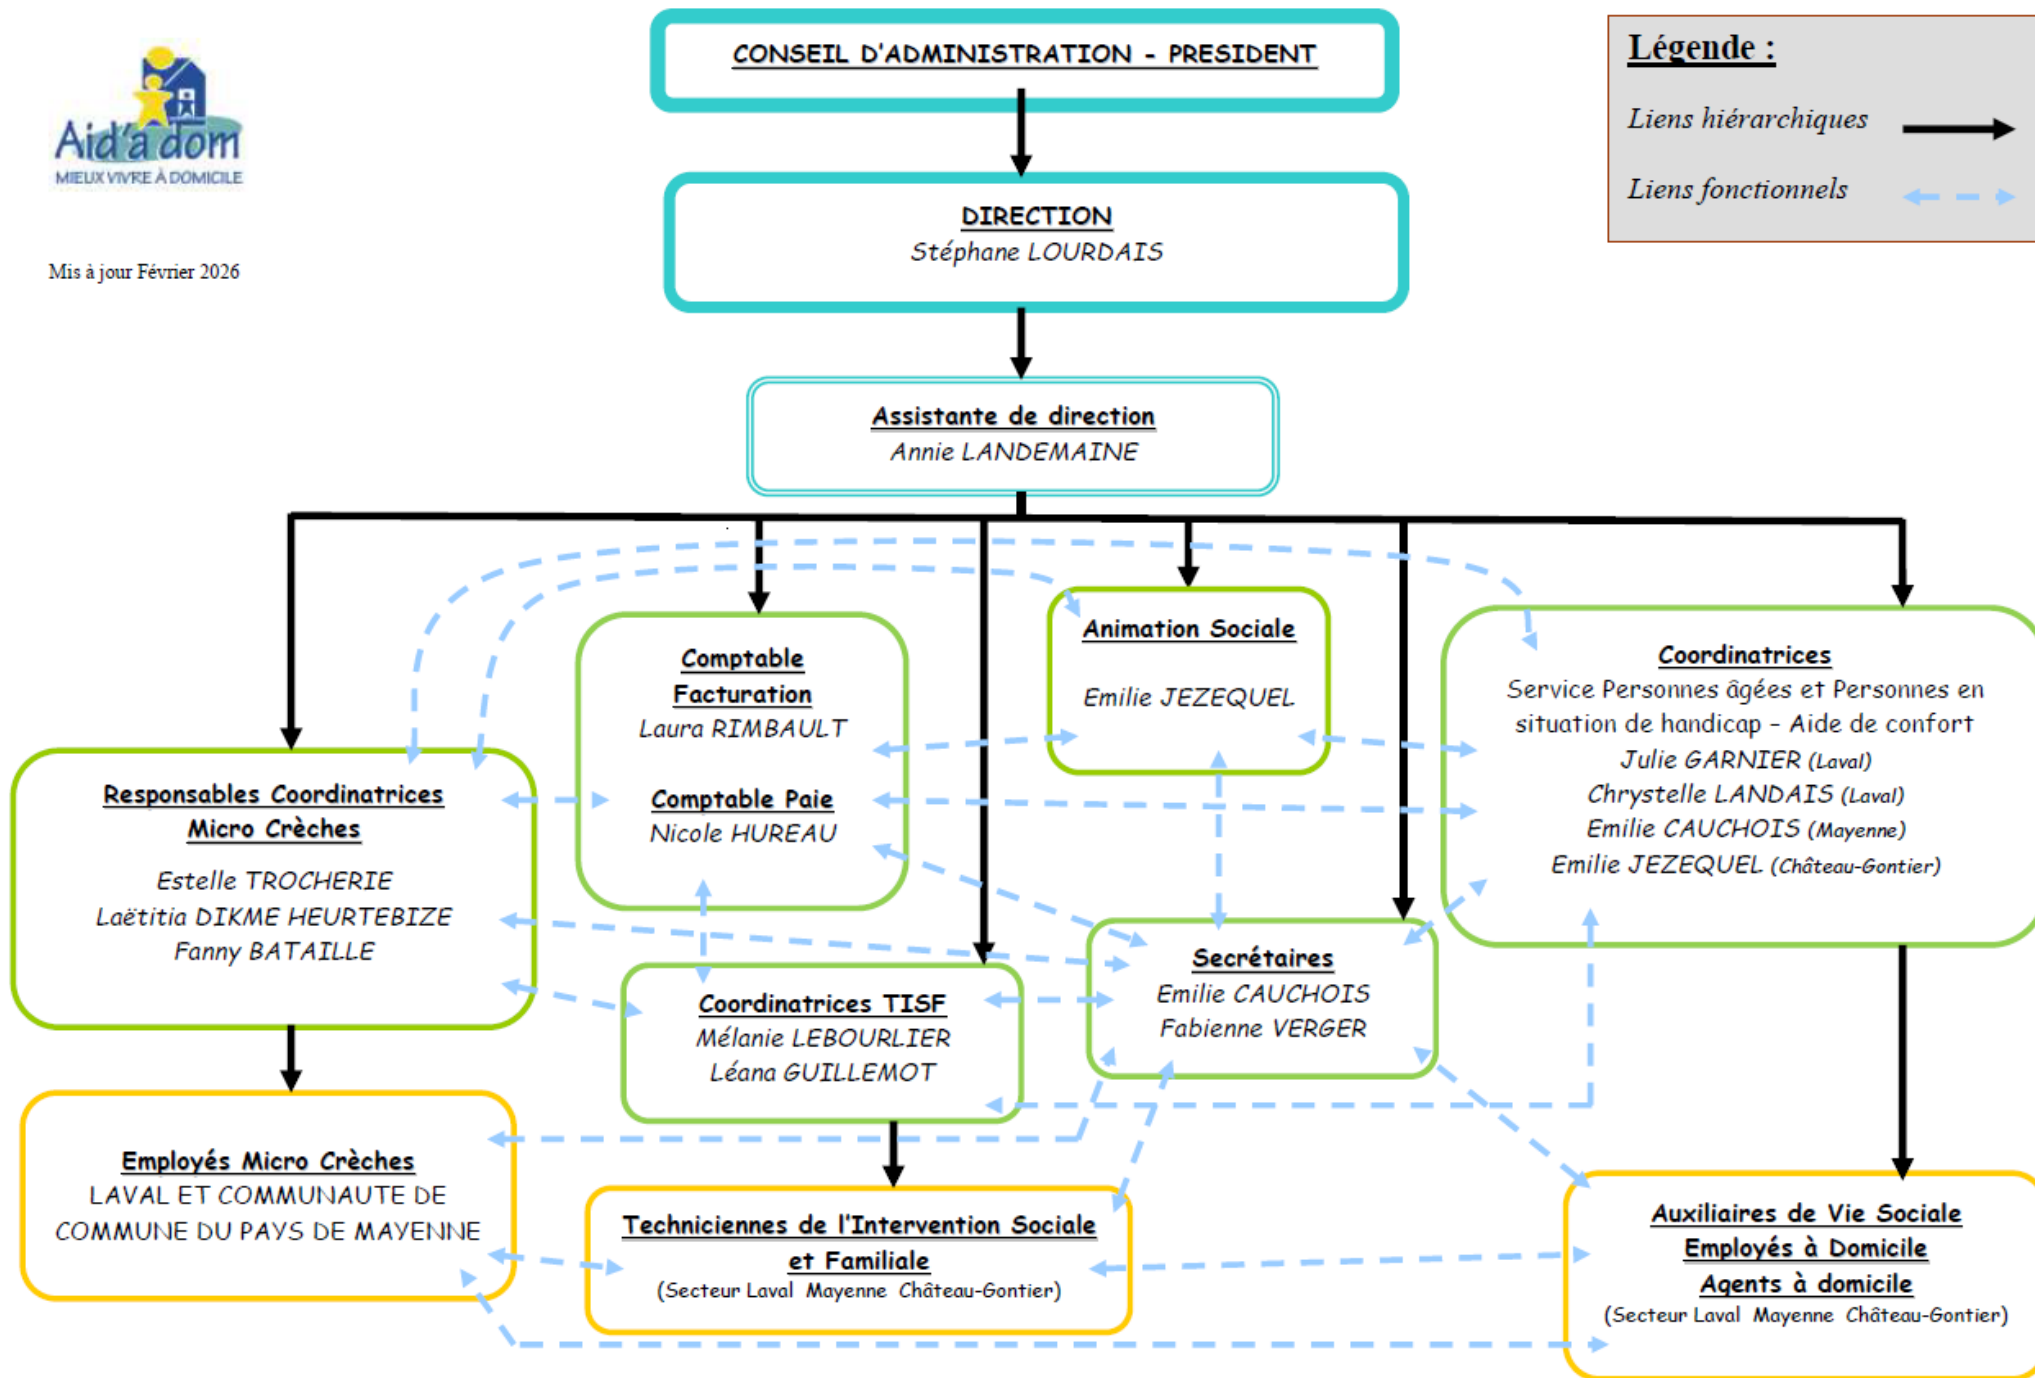 CONSEIL D'ADMINISTRATION - PRESIDENT
Légende :
Liens hiérarchiques
Liens fonctionnels
Aid'a dom
MIEUX VIVRE À DOMICILE
Mis à jour Février 2026
DIRECTION
Stéphane LOURDAIS
Assistante de direction
Annie LANDEMAINE
Responsables Coordinatrices
Micro Crèches
Estelle TROCHERIE
Laëtitia DIKME HEURTEBIZE
Fanny BATAILLE
Comptable
Facturation
Laura RIMBAULT
Comptable Paie
Nicole HUREAU
Animation Sociale
Emilie JEZEQUEL
Coordinatrices
Service Personnes âgées et Personnes en
situation de handicap – Aide de confort
Julie GARNIER (Laval)
Chrystelle LANDAIS (Laval)
Emilie CAUCHOIS (Mayenne)
Emilie JEZEQUEL (Château-Gontier)
Coordinatrices TISF
Mélanie LEBOURLIER
Léana GUILLEMOT
Secrétaires
Emilie CAUCHOIS
Fabienne VERGER
Employés Micro Crèches
LAVAL ET COMMUNAUTE DE
COMMUNE DU PAYS DE MAYENNE
Techniciennes de l'Intervention Sociale
et Familiale
(Secteur Laval Mayenne Château-Gontier)
Auxiliaires de Vie Sociale
Employés à Domicile
Agents à domicile
(Secteur Laval Mayenne Château-Gontier)